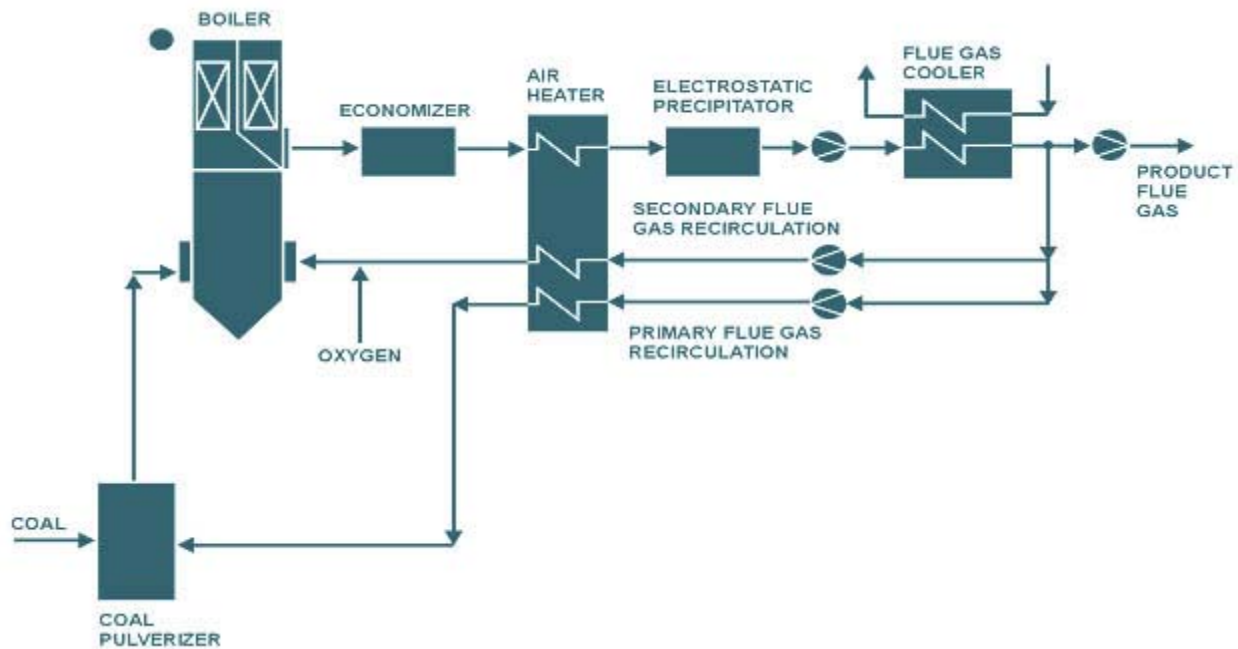 BOILER
ECONOMIZER
AIR
HEATER
ELECTROSTATIC
PRECIPITATOR
FLUE GAS
COOLER
PRODUCT
FLUE
GAS
SECONDARY FLUE
GAS RECIRCULATION
OXYGEN
PRIMARY FLUE GAS
RECIRCULATION
COAL
COAL
PULVERIZER